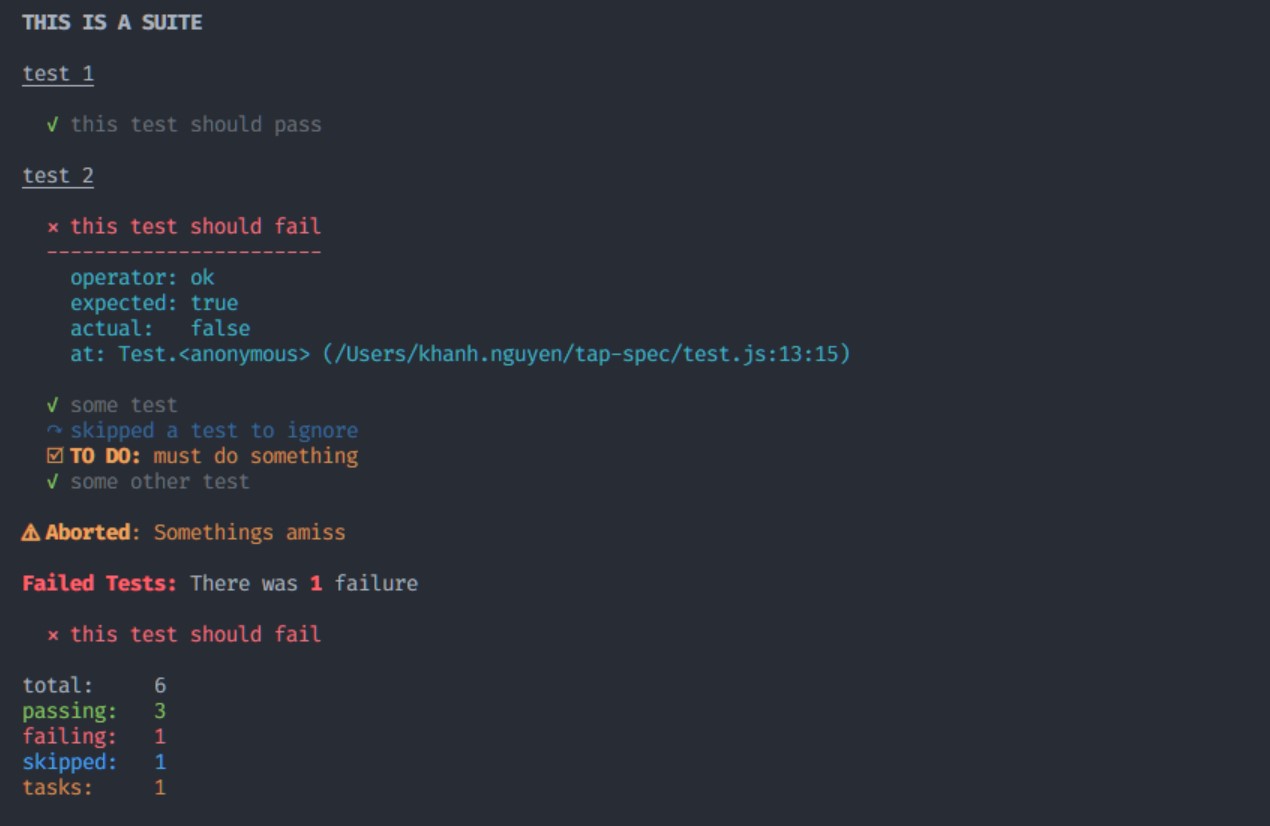 THIS IS A SUITE
test 1
✓ this test should pass
test 2
× this test should fail
-----------------------
operator: ok
expected: true
actual: false
at: Test.<anonymous> (/Users/khanh.nguyen/tap-spec/test.js:13:15)
✓ some test
↷ skipped a test to ignore
☑ TO DO: must do something
✓ some other test
⚠ Aborted: Somethings amiss
Failed Tests: There was 1 failure
× this test should fail
total: 6
passing: 3
failing: 1
skipped: 1
tasks: 1